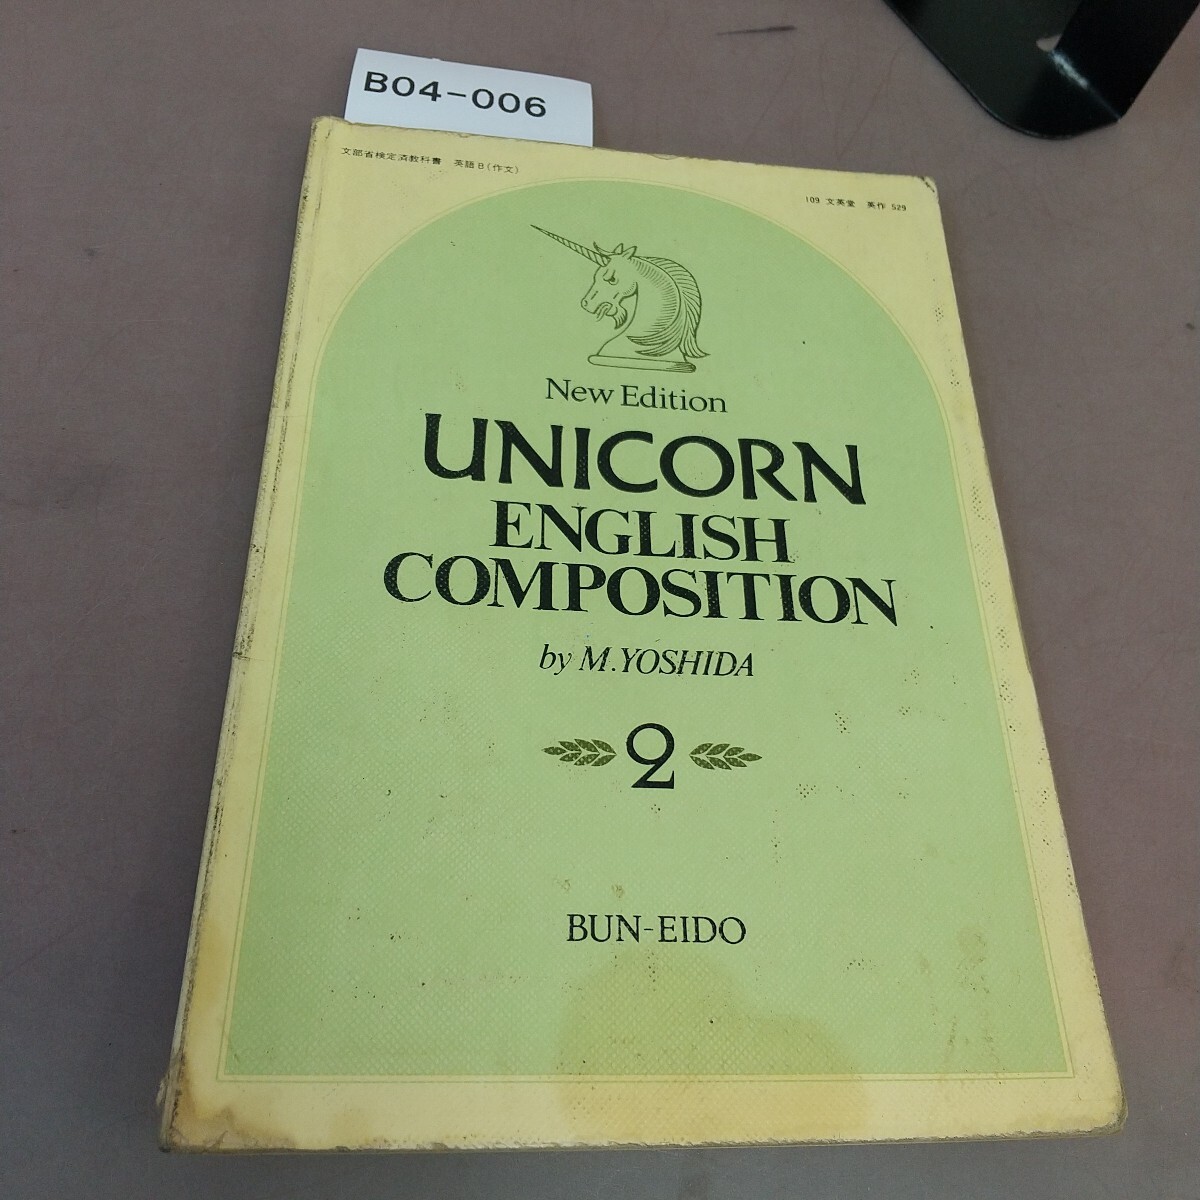 B04-006
文部省検定済教科書 英語B(作文)
109 文英堂 英作 529
New Edition
UNICORN
ENGLISH
COMPOSITION
by M.YOSHIDA
2
BUN-EIDO